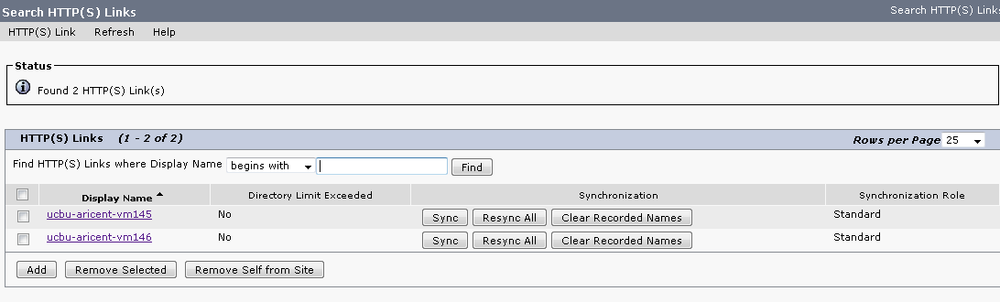 Search HTTP(S) Links Search HTTP(S) Links
HTTP(S) Link Refresh Help
Status
Found 2 HTTP(S) Link(s)
HTTP(S) Links (1 - 2 of 2) Rows per Page 25
Find HTTP(S) Links where Display Name begins with Find
Display Name Directory Limit Exceeded Synchronization Synchronization Role
ucbu-aricent-vm145 No Sync Resync All Clear Recorded Names Standard
ucbu-aricent-vm146 No Sync Resync All Clear Recorded Names Standard
Add Remove Selected Remove Self from Site